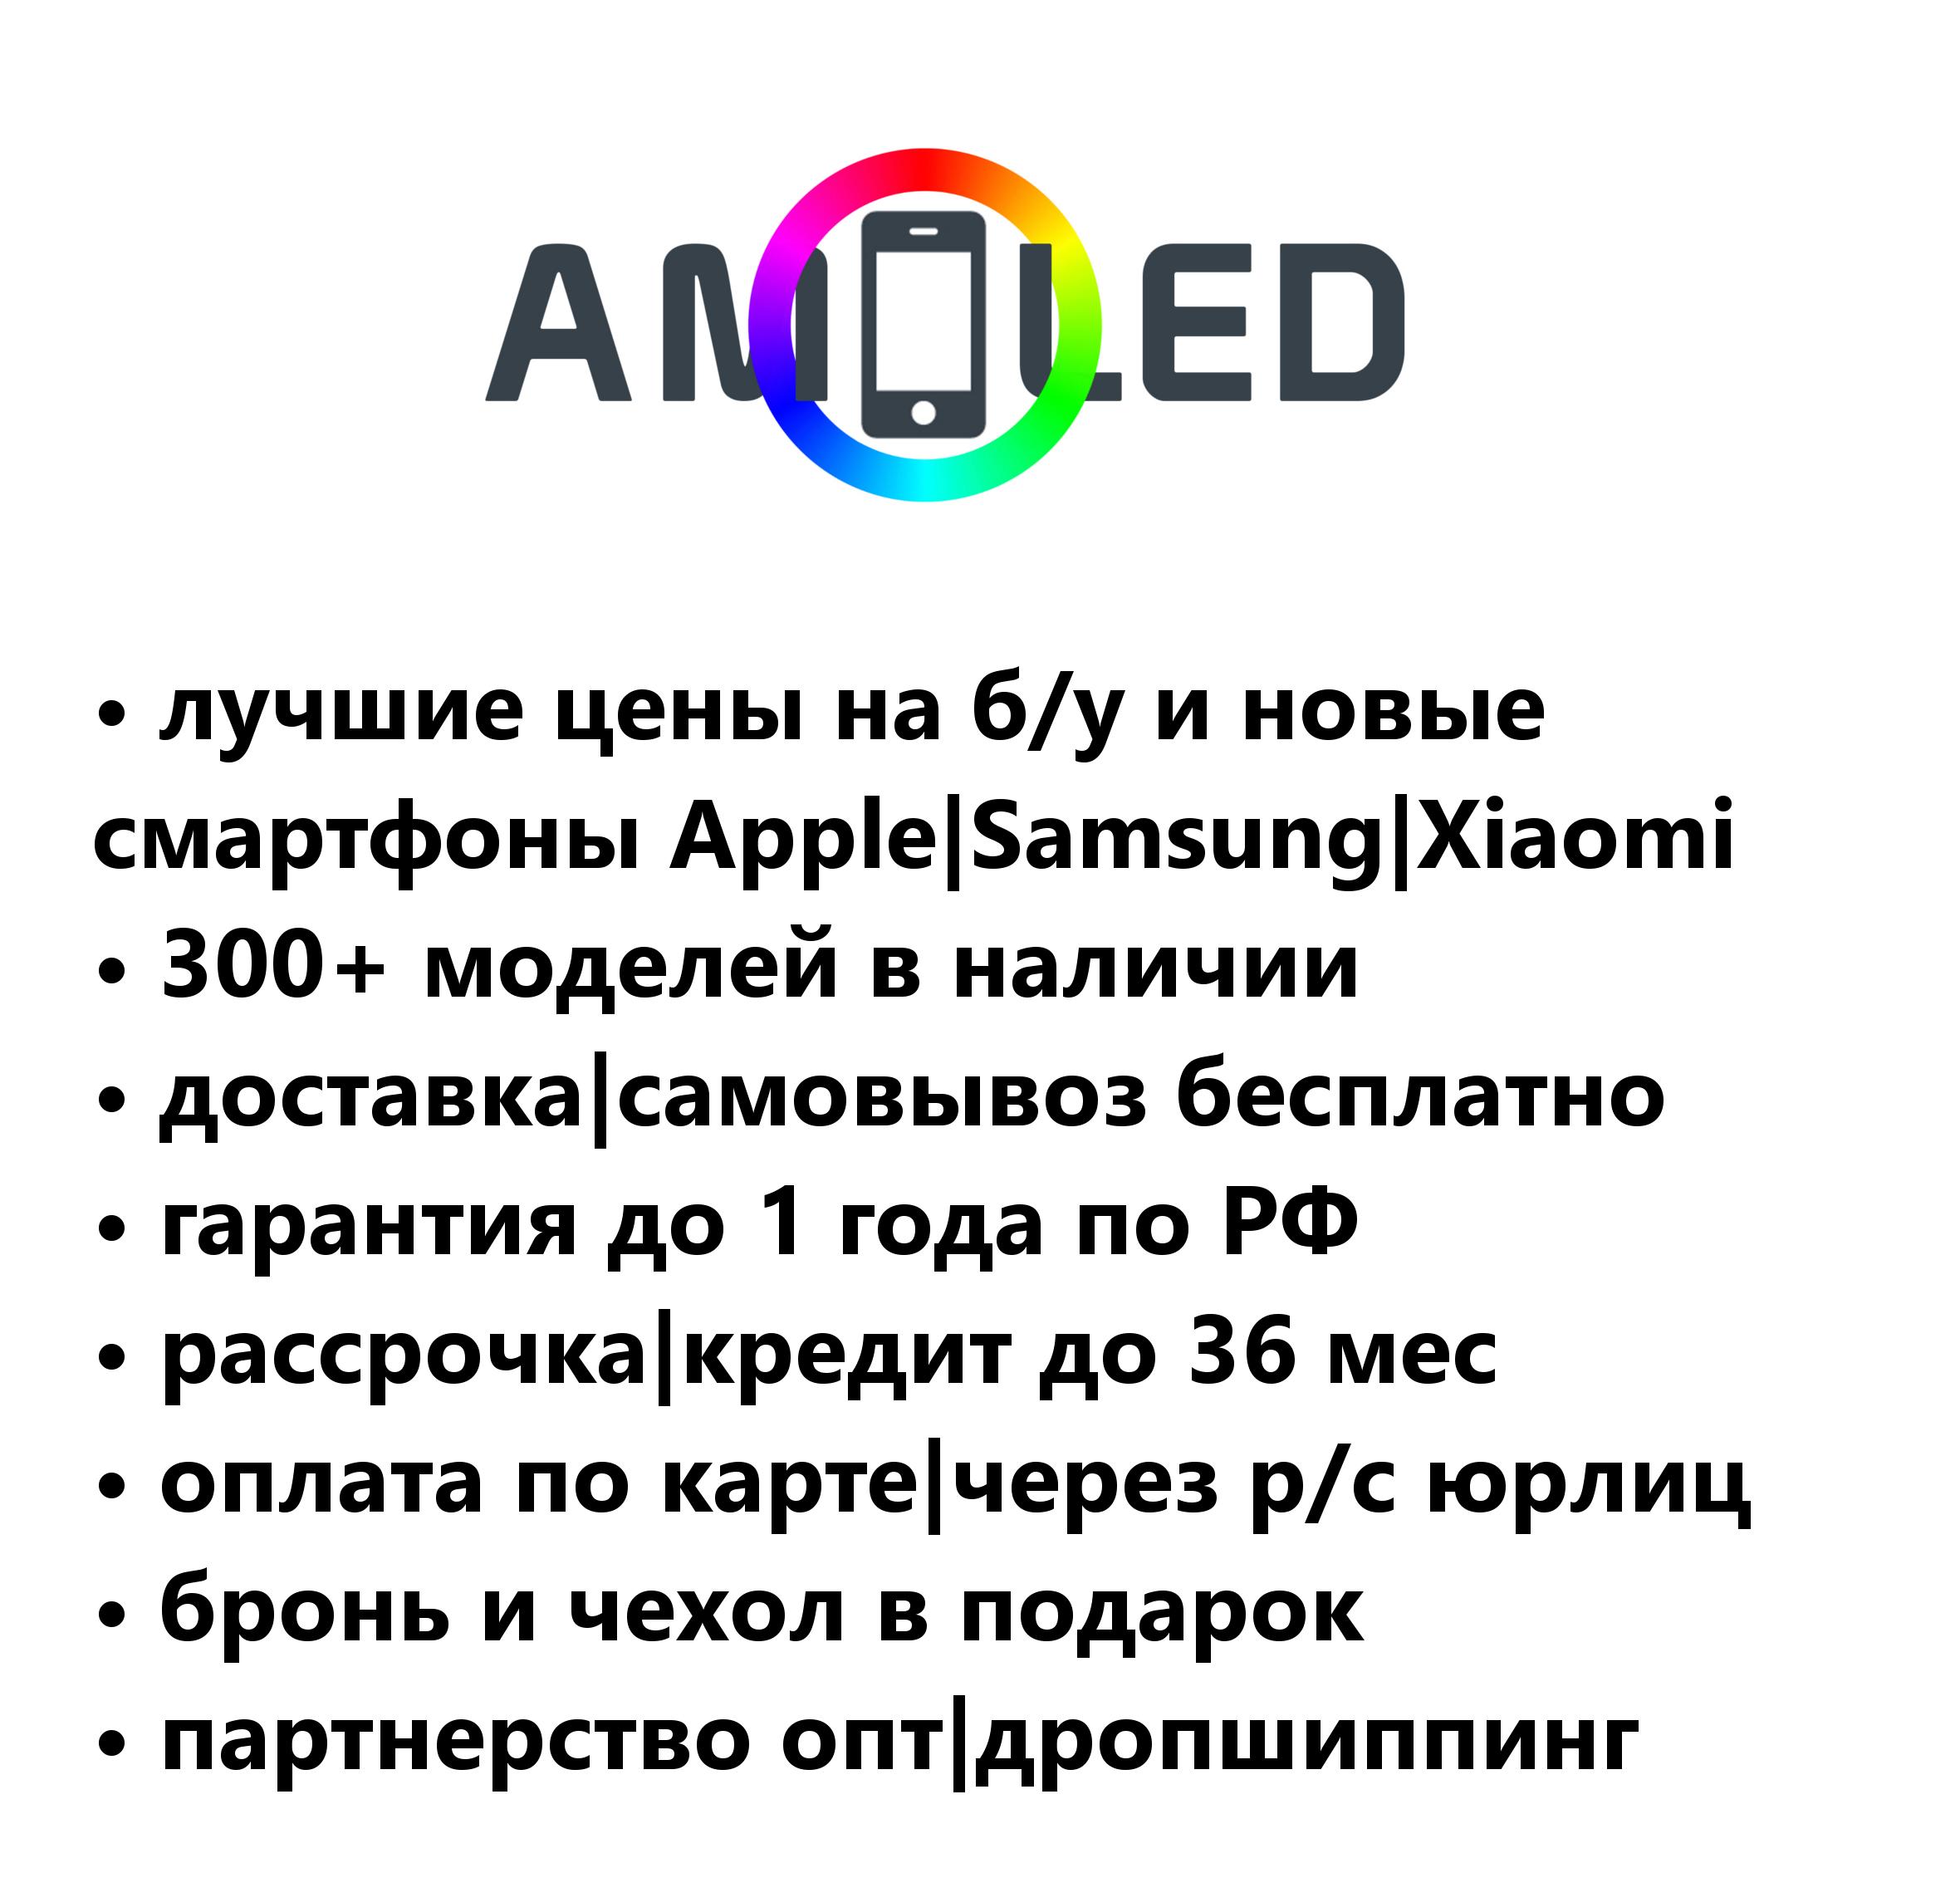 AMOLED
• лучшие цены на б/у и новые
смартфоны Apple|Samsung|Xiaomi
• 300+ моделей в наличии
• доставка|самовывоз бесплатно
• гарантия до 1 года по РФ
• рассрочка|кредит до 36 мес
• оплата по карте|через р/с юрлиц
• бронь и чехол в подарок
• партнерство опт|дропшиппинг